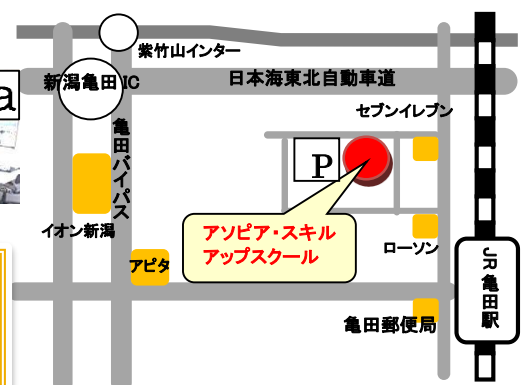 紫竹山インター
新潟亀田IC
日本海東北自動車道
a
セブンイレブン
亀田バイパス
P
イオン新潟
アソピア・スキル
アップスクール
ローソン
アピタ
JR亀田駅
亀田郵便局